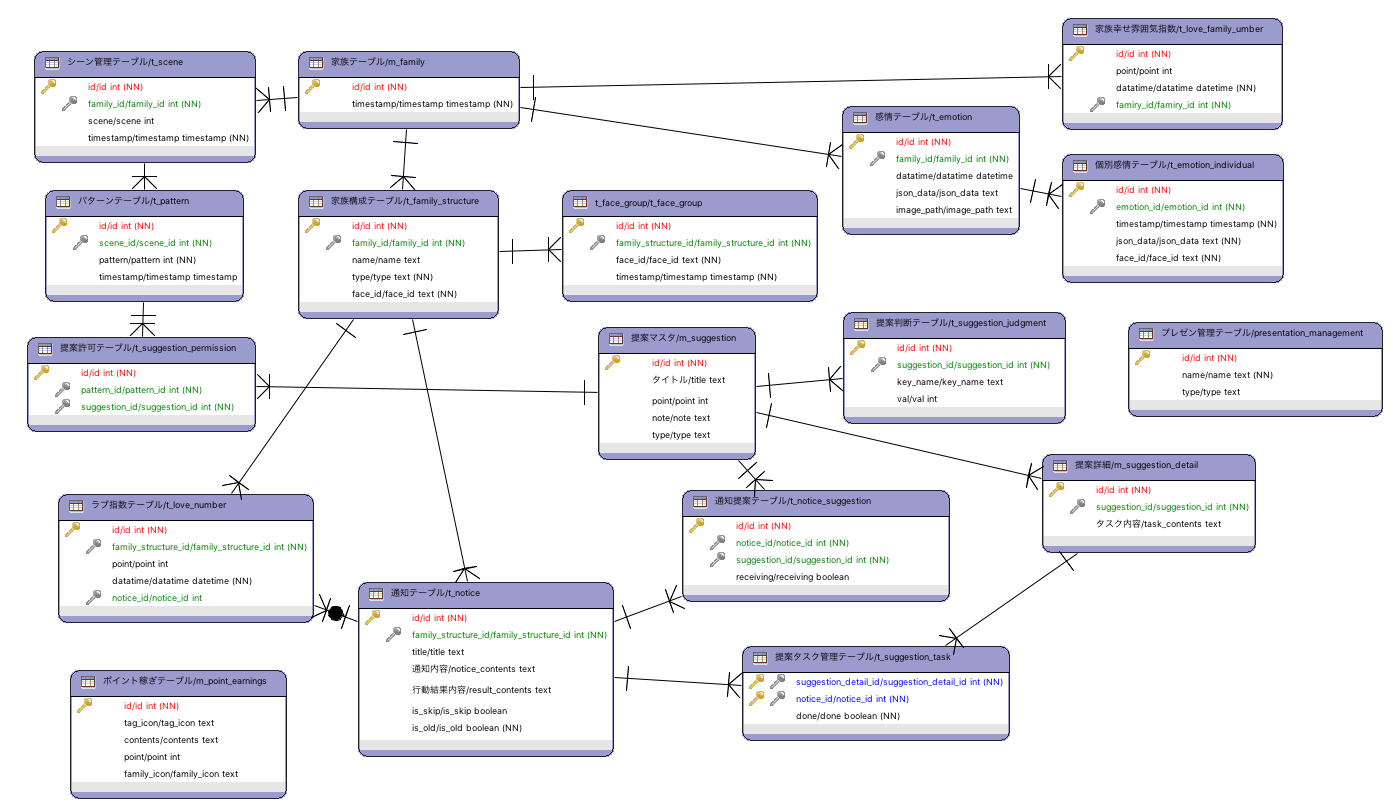 シーン管理テーブル/t_scene
id/id int (NN)
family_id/family_id int (NN)
scene/scene int
timestamp/timestamp timestamp (NN)
家族テーブル/m_family
id/id int (NN)
timestamp/timestamp timestamp (NN)
家族幸せ雰囲気指数/t_love_family_umber
id/id int (NN)
point/point int
datatime/datatime datetime (NN)
famiry_id/famiry_id int (NN)
感情テーブル/t_emotion
id/id int (NN)
family_id/family_id int (NN)
datatime/datatime datetime
json_data/json_data text
image_path/image_path text
個別感情テーブル/t_emotion_individual
id/id int (NN)
emotion_id/emotion_id int (NN)
timestamp/timestamp timestamp (NN)
json_data/json_data text (NN)
face_id/face_id text (NN)
パターンテーブル/t_pattern
id/id int (NN)
scene_id/scene_id int (NN)
pattern/pattern int (NN)
timestamp/timestamp timestamp
家族構成テーブル/t_family_structure
id/id int (NN)
family_id/family_id int (NN)
name/name text
type/type text (NN)
face_id/face_id text (NN)
t_face_group/t_face_group
id/id int (NN)
family_structure_id/family_structure_id int (NN)
face_id/face_id text (NN)
timestamp/timestamp timestamp (NN)
提案許可テーブル/t_suggestion_permission
id/id int (NN)
pattern_id/pattern_id int (NN)
suggestion_id/suggestion_id int (NN)
提案マスタ/m_suggestion
id/id int (NN)
タイトル/title text
point/point int
note/note text
type/type text
提案判断テーブル/t_suggestion_judgment
id/id int (NN)
suggestion_id/suggestion_id int (NN)
key_name/key_name text
val/val int
プレゼン管理テーブル/presentation_management
id/id int (NN)
name/name text (NN)
type/type text
提案詳細/m_suggestion_detail
id/id int (NN)
suggestion_id/suggestion_id int (NN)
タスク内容/task_contents text
ラブ指数テーブル/t_love_number
id/id int (NN)
family_structure_id/family_structure_id int (NN)
point/point int
datatime/datatime datetime (NN)
notice_id/notice_id int
通知提案テーブル/t_notice_suggestion
id/id int (NN)
notice_id/notice_id int (NN)
suggestion_id/suggestion_id int (NN)
receiving/receiving boolean
通知テーブル/t_notice
id/id int (NN)
family_structure_id/family_structure_id int (NN)
title/title text
通知内容/notice_contents text
行動結果内容/result_contents text
is_skip/is_skip boolean
is_old/is_old boolean (NN)
提案タスク管理テーブル/t_suggestion_task
suggestion_detail_id/suggestion_detail_id int (NN)
notice_id/notice_id int (NN)
done/done boolean (NN)
ポイント稼ぎテーブル/m_point_earnings
id/id int (NN)
tag_icon/tag_icon text
contents/contents text
point/point int
family_icon/family_icon text